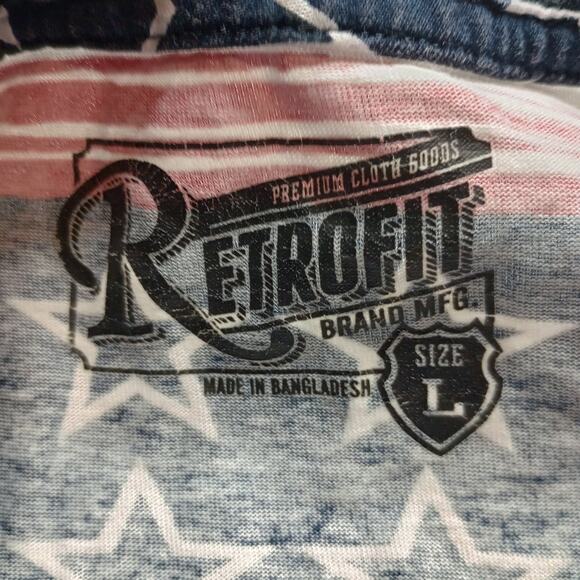 PREMIUM CLOTH GOODS
RETROFIT
BRAND MFG.
MADE IN BANGLADESH
SIZE
L